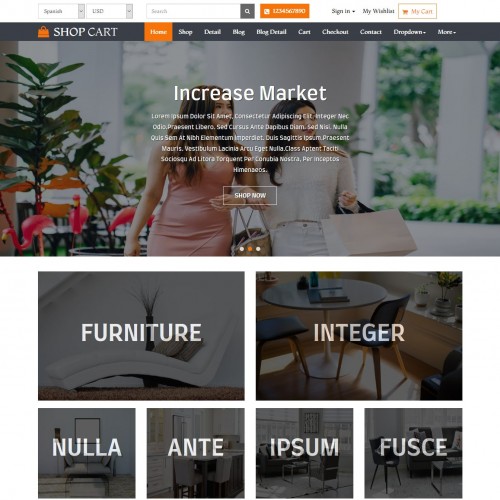 Spanish USD Search 1234567890 Sign in My Wishlist My Cart
SHOP CART Home Shop Detail Blog Blog Detail Cart Checkout Contact Dropdown More
Increase Market
Lorem Ipsum Dolor Sit Amet, Consectetur Adipiscing Elit. Integer Nec
Odio.Praesent Libero. Sed Cursus Ante Dapibus Diam. Sed Nisi. Nulla
Quis Sem At Nibh Elementum Imperdiet. Duis Sagittis Ipsum.Praesent
Mauris. Vestibulum Lacinia Arcu Eget Nulla.Class Aptent Taciti
Sociosqu Ad Litora Torquent Per Conubia Nostra, Per Inceptos
Himenaeos.
SHOP NOW
FURNITURE INTEGER
NULLA ANTE IPSUM FUSCE